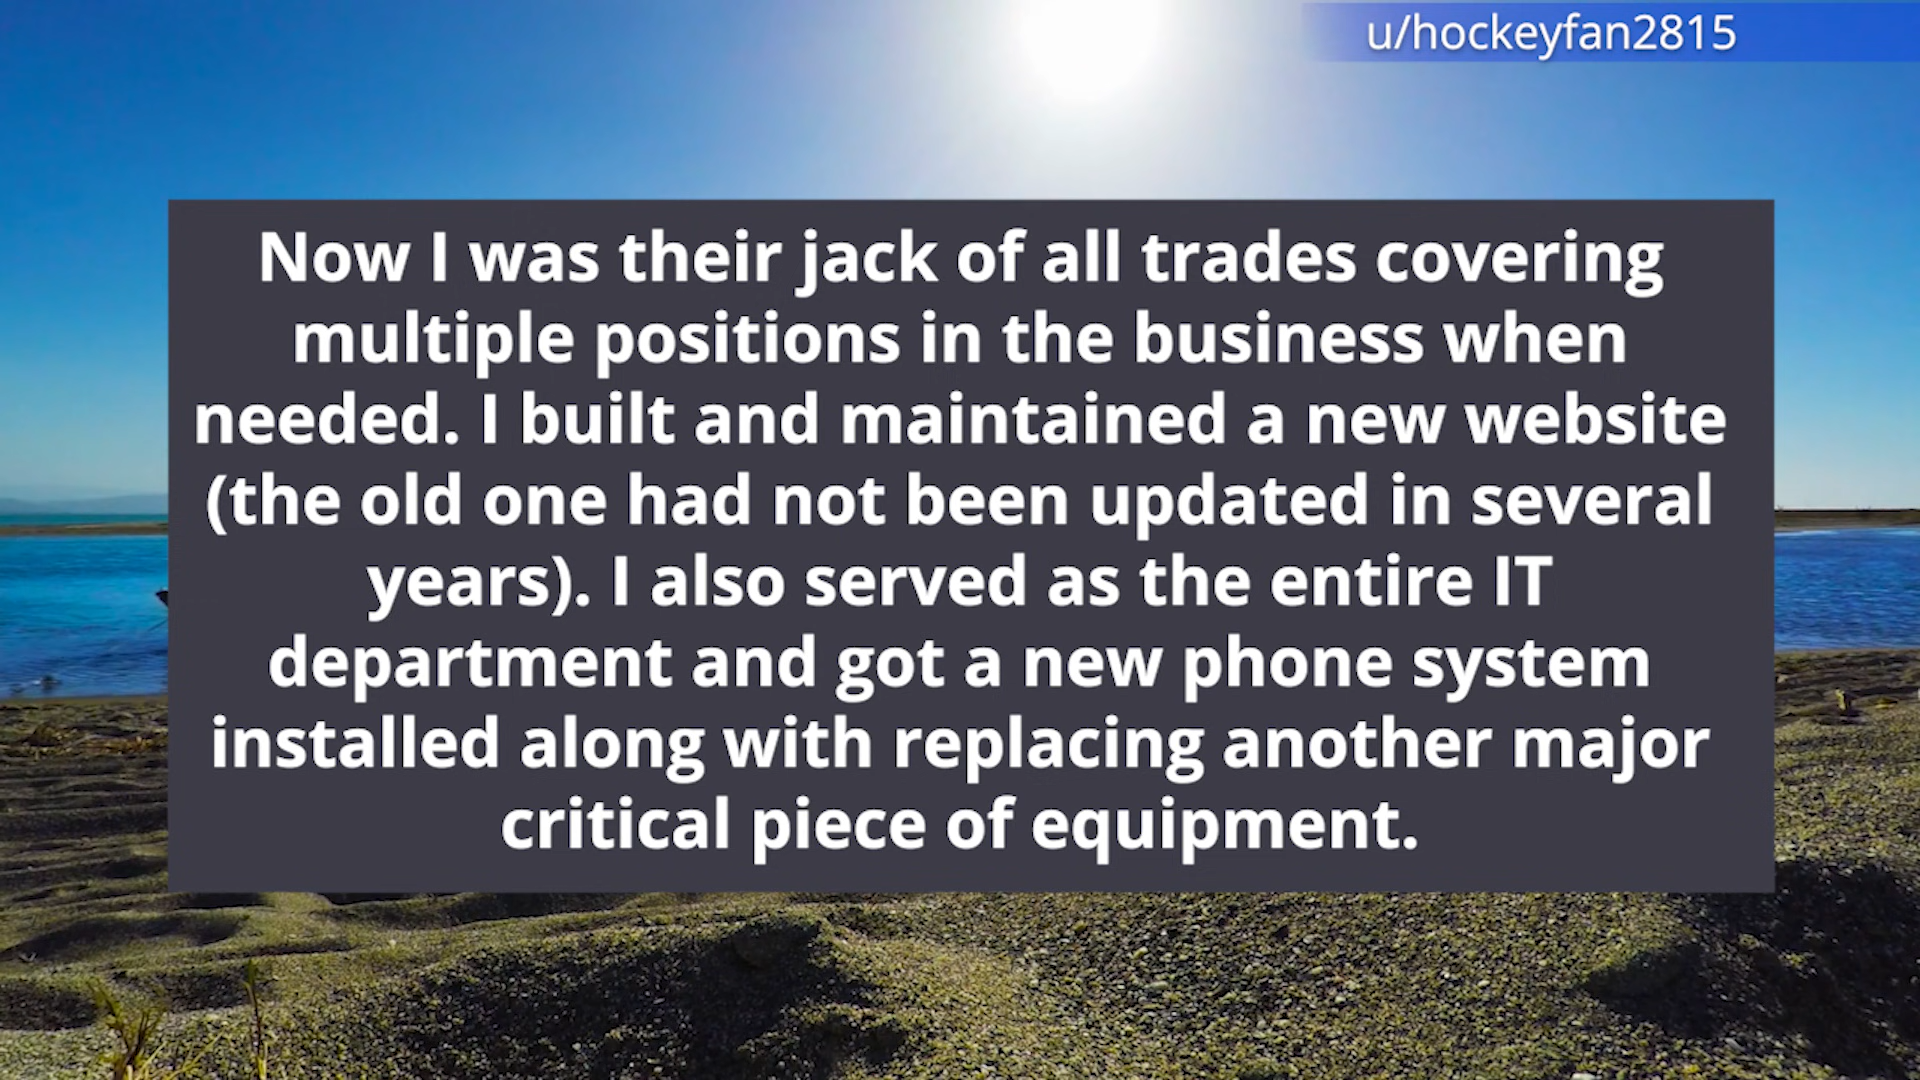 u/hockeyfan2815
Now I was their jack of all trades covering
multiple positions in the business when
needed. I built and maintained a new website
(the old one had not been updated in several
years). I also served as the entire IT
department and got a new phone system
installed along with replacing another major
critical piece of equipment.